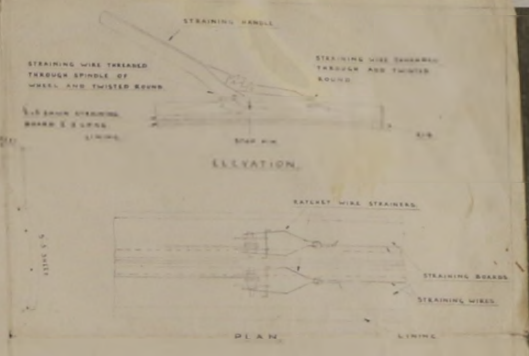 STRAINING HANDLE
STRAINING WIRE THREADED
THROUGH SPINDLE OF
WHEEL AND TWISTED ROUND
STRAINING WIRE
THROUGH AND TWISTED
ROUND
STRAINING
BOARD
LINING
STOP PIN
ELEVATION
RATCHET WIRE STRAINERS
STRAINING BOARDS
STRAINING WIRES
PLAN
LINING